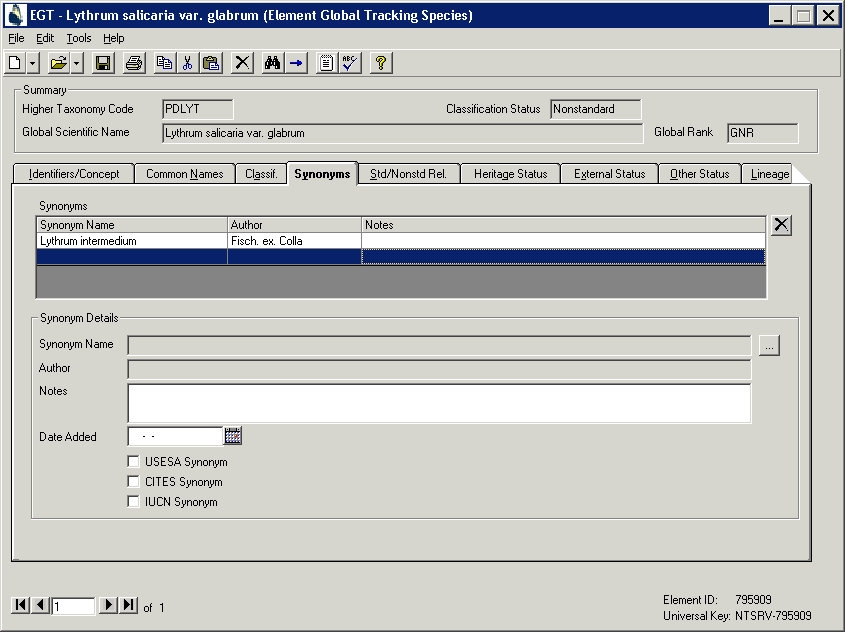 EGT - Lythrum salicaria var. glabrum (Element Global Tracking Species)
File Edit Tools Help
ABC
?
Summary
Higher Taxonomy Code PDLYT Classification Status Nonstandard
Global Scientific Name Lythrum salicaria var. glabrum Global Rank GNR
Identifiers/Concept Common Names Classif. Synonyms Std/Nonstd Rel. Heritage Status External Status Other Status Lineage
Synonyms
Synonym Name Author Notes
Lythrum intermedium Fisch. ex. Colla
Synonym Details
Synonym Name ...
Author
Notes
Date Added - -
USESA Synonym
CITES Synonym
IUCN Synonym
1 of 1
Element ID: 795909
Universal Key: NTSRV-795909